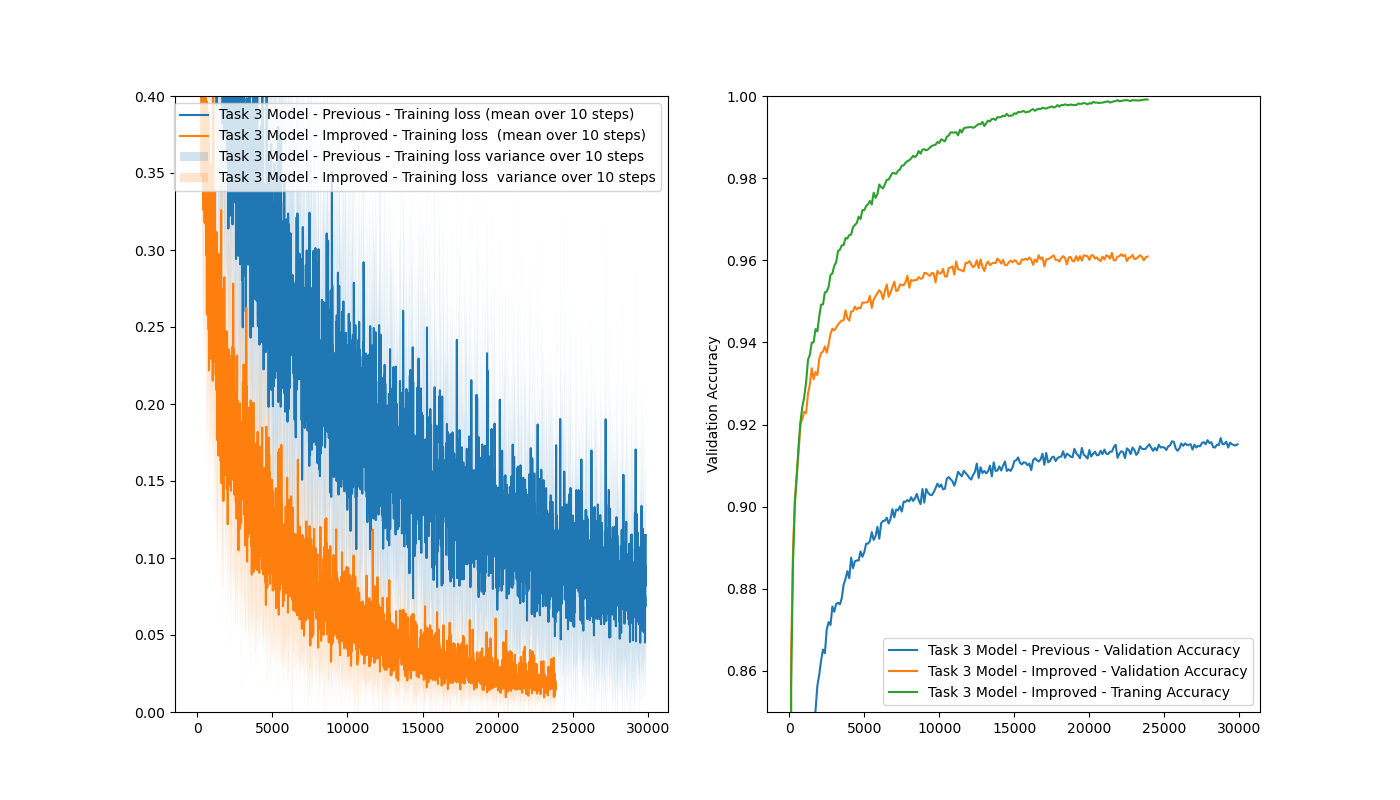 0.40
0.35
0.30
0.25
0.20
0.15
0.10
0.05
0.00
Task 3 Model - Previous - Training loss (mean over 10 steps)
Task 3 Model - Improved - Training loss  (mean over 10 steps)
Task 3 Model - Previous - Training loss variance over 10 steps
Task 3 Model - Improved - Training loss  variance over 10 steps
0 5000 10000 15000 20000 25000 30000
Validation Accuracy
1.00
0.98
0.96
0.94
0.92
0.90
0.88
0.86
Task 3 Model - Previous - Validation Accuracy
Task 3 Model - Improved - Validation Accuracy
Task 3 Model - Improved - Traning Accuracy
0 5000 10000 15000 20000 25000 30000